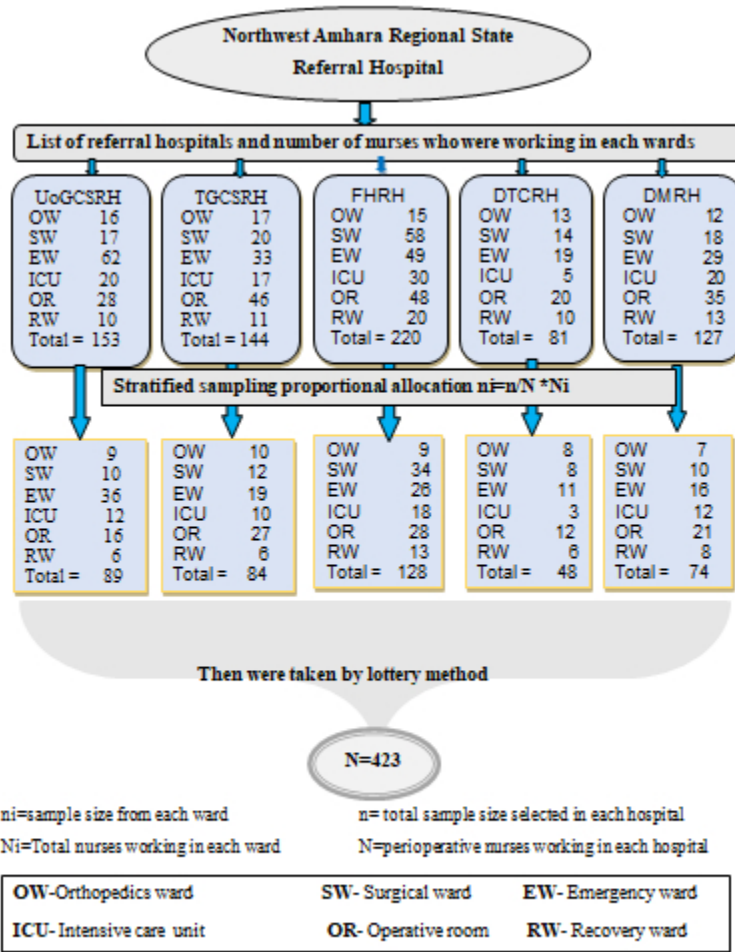 Northwest Amhara Regional State
Referral Hospital
List of referral hospitals and number of nurses who were working in each wards
UoGCSRH
OW 16
SW 17
EW 62
ICU 20
OR 28
RW 10
Total = 153
TGCSRH
OW 17
SW 20
EW 33
ICU 17
OR 46
RW 11
Total = 144
FHRH
OW 15
SW 58
EW 49
ICU 30
OR 48
RW 20
Total = 220
DTCRH
OW 13
SW 14
EW 19
ICU 5
OR 20
RW 10
Total = 81
DMRH
OW 12
SW 18
EW 29
ICU 20
OR 35
RW 13
Total = 127
Stratified sampling proportional allocation ni=n/N *Ni
OW 9
SW 10
EW 36
ICU 12
OR 16
RW 6
Total = 89
OW 10
SW 12
EW 19
ICU 10
OR 27
RW 6
Total = 84
OW 9
SW 34
EW 26
ICU 18
OR 28
RW 13
Total = 128
OW 8
SW 8
EW 11
ICU 3
OR 12
RW 6
Total = 48
OW 7
SW 10
EW 16
ICU 12
OR 21
RW 8
Total = 74
Then were taken by lottery method
N=423
ni=sample size from each ward n= total sample size selected in each hospital
Ni=Total nurses working in each ward N=perioperative nurses working in each hospital
OW-Orthopedics ward SW- Surgical ward EW- Emergency ward
ICU- Intensive care unit OR- Operative room RW- Recovery ward